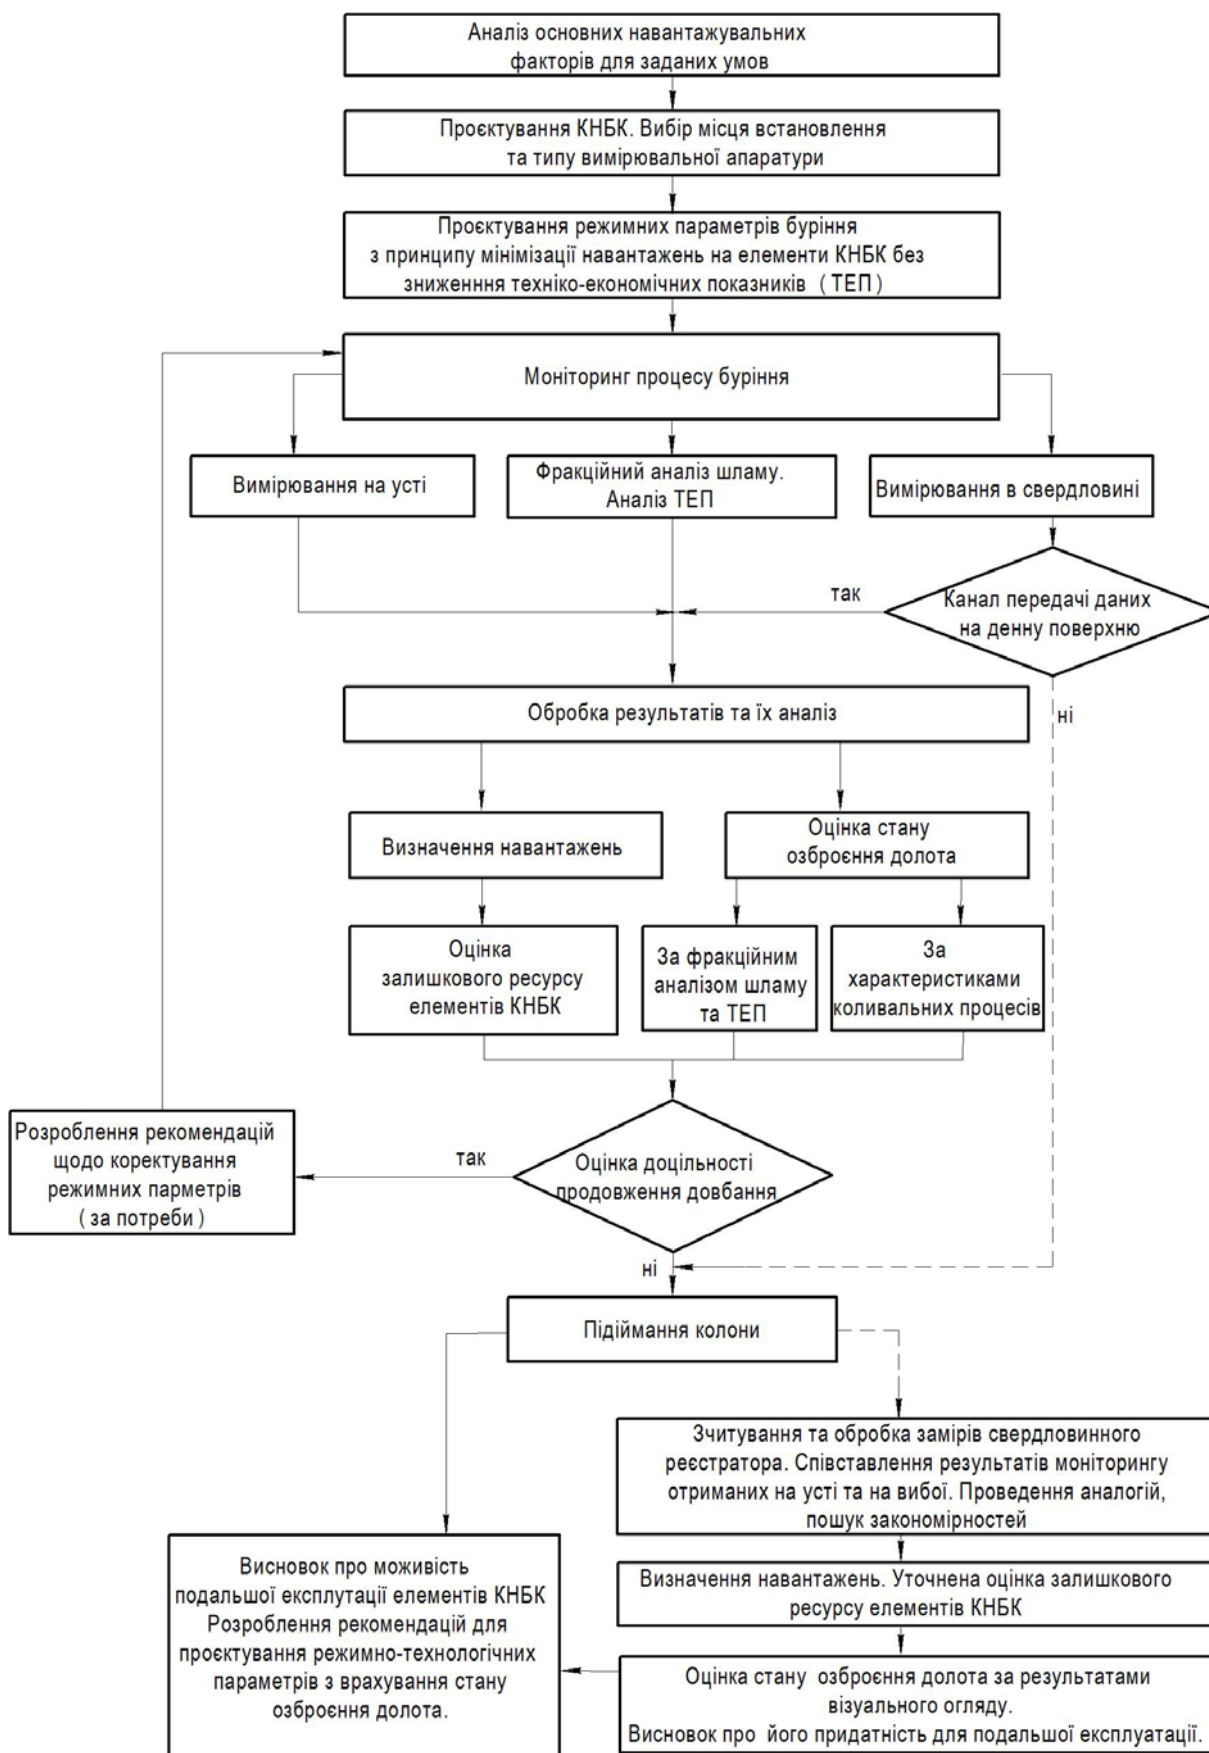 Аналіз основних навантажувальних
факторів для заданих умов
Проєктування КНБК. Вибір місця встановлення
та типу вимірювальної апаратури
Проєктування режимних параметрів буріння
з принципу мінімізації навантажень на елементи КНБК без
зниженння техніко-економічних показників ( ТЕП )
Моніторинг процесу буріння
Вимірювання на усті
Фракційний аналіз шламу.
Аналіз ТЕП
Вимірювання в свердловині
так
Канал передачі даних
на денну поверхню
ні
Обробка результатів та їх аналіз
Визначення навантажень
Оцінка стану
озброєння долота
Оцінка
залишкового ресурсу
елементів КНБК
За фракційним
аналізом шламу
та ТЕП
За
характеристиками
коливальних процесів
Розроблення рекомендацій
щодо коректування
режимних парметрів
( за потреби )
так
Оцінка доцільності
продовження довбання
ні
Підіймання колони
Зчитування та обробка замірів свердловинного
реєстратора. Співставлення результатів моніторингу
отриманих на усті та на вибої. Проведення аналогій,
пошук закономірностей
Висновок про моживість
подальшої експлутації елементів КНБК
Розроблення рекомендацій для
проєктування режимно-технологічних
параметрів з врахування стану
озброєння долота.
Визначення навантажень. Уточнена оцінка залишкового
ресурсу елементів КНБК
Оцінка стану озброєння долота за результатами
візуального огляду.
Висновок про його придатність для подальшої експлуатації.